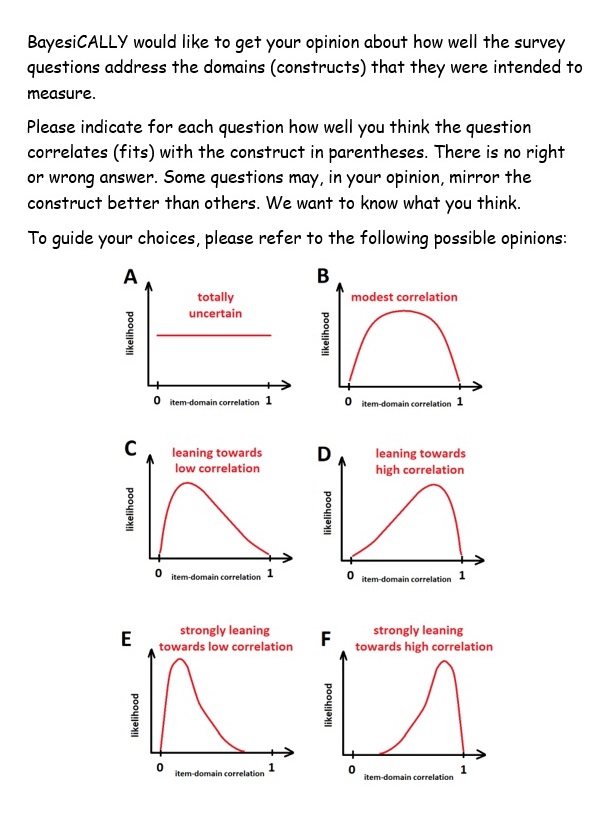 BayesiCALLY would like to get your opinion about how well the survey
questions address the domains (constructs) that they were intended to
measure.
Please indicate for each question how well you think the question
correlates (fits) with the construct in parentheses. There is no right
or wrong answer. Some questions may, in your opinion, mirror the
construct better than others. We want to know what you think.
To guide your choices, please refer to the following possible opinions:
A
totally
uncertain
likelihood
0 item-domain correlation 1
B
modest correlation
likelihood
0 item-domain correlation 1
C
leaning towards
low correlation
likelihood
0 item-domain correlation 1
D
leaning towards
high correlation
likelihood
0 item-domain correlation 1
E
strongly leaning
towards low correlation
likelihood
0 item-domain correlation 1
F
strongly leaning
towards high correlation
likelihood
0 item-domain correlation 1